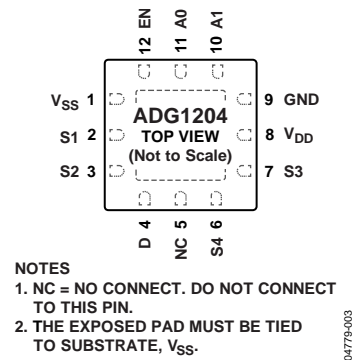 12 EN
11 A0
10 A1
VSS 1
S1 2
S2 3
ADG1204
TOP VIEW
(Not to Scale)
9 GND
8 VDD
7 S3
D 4
NC 5
S4 6
NOTES
1. NC = NO CONNECT. DO NOT CONNECT
TO THIS PIN.
2. THE EXPOSED PAD MUST BE TIED
TO SUBSTRATE, VSS.
04779-003